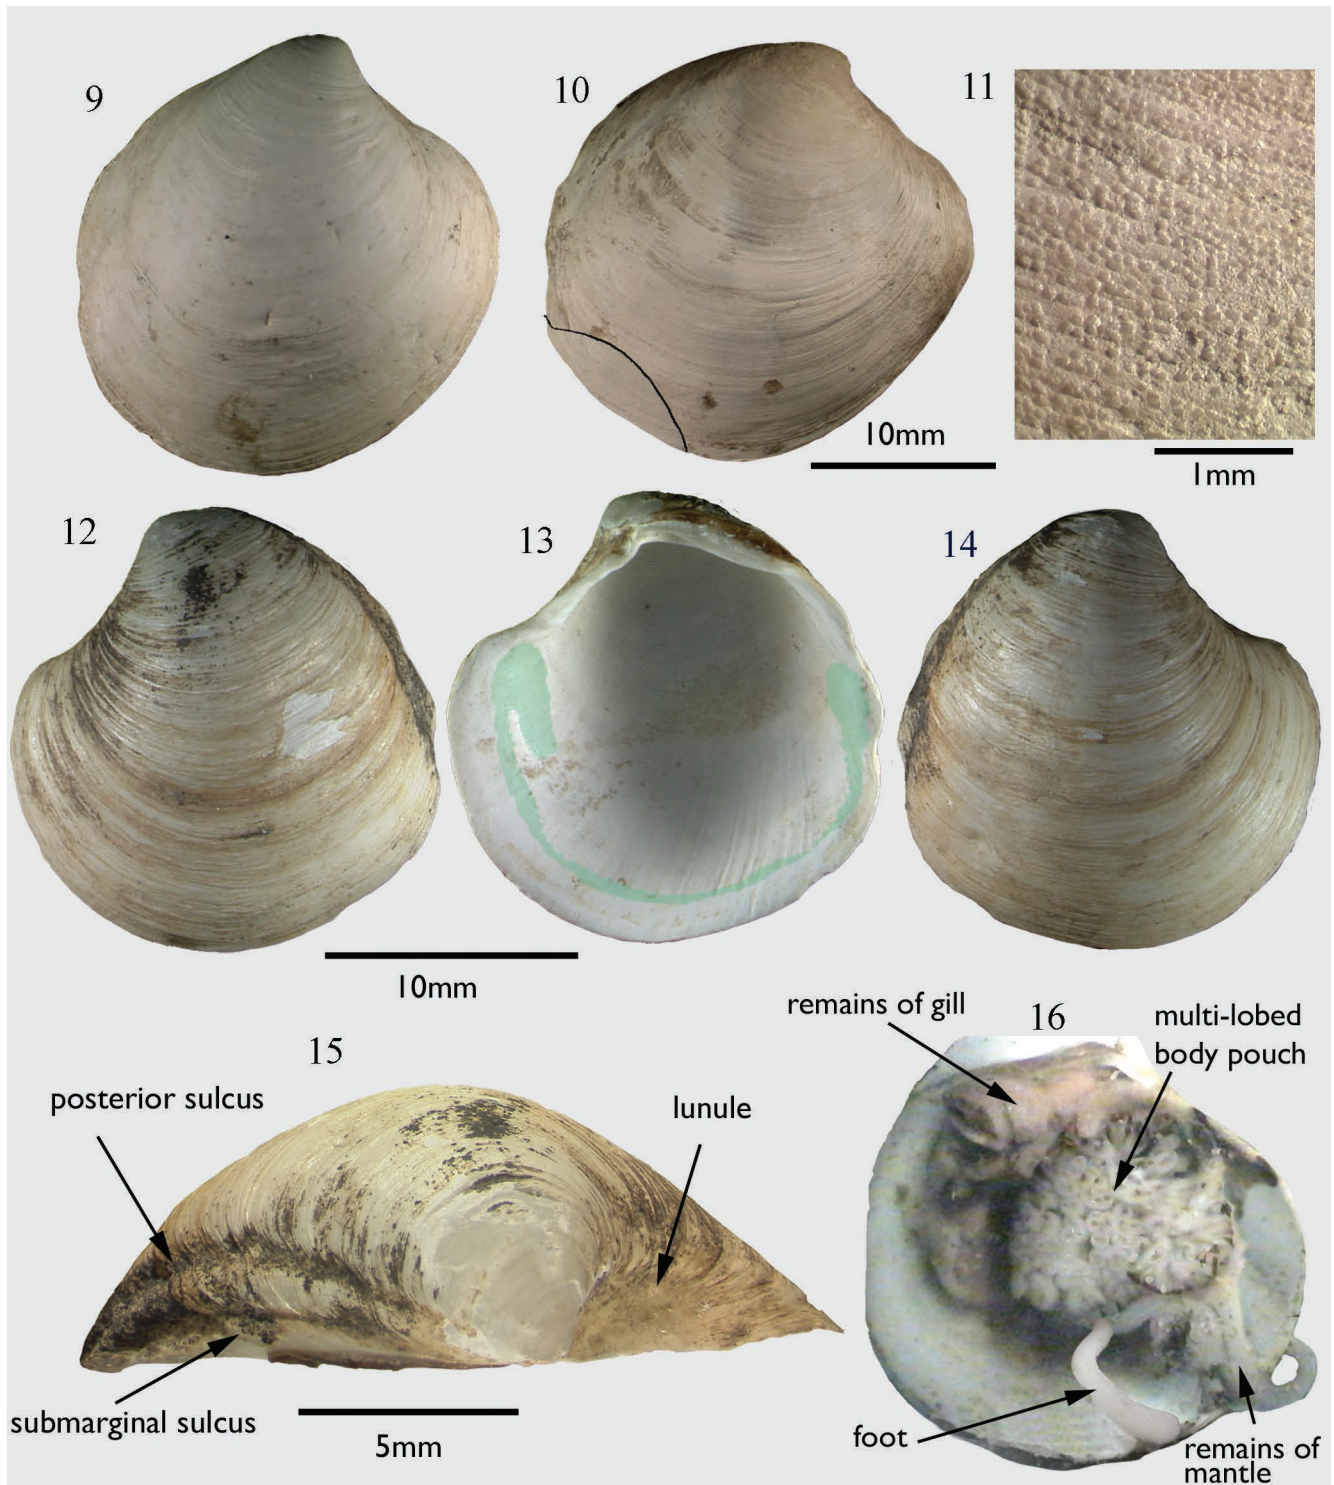 9
10
11
10mm
1mm
12
13
14
10mm
15
posterior sulcus
lunule
submarginal sulcus
5mm
16
remains of gill
multi-lobed
body pouch
foot
remains of
mantle